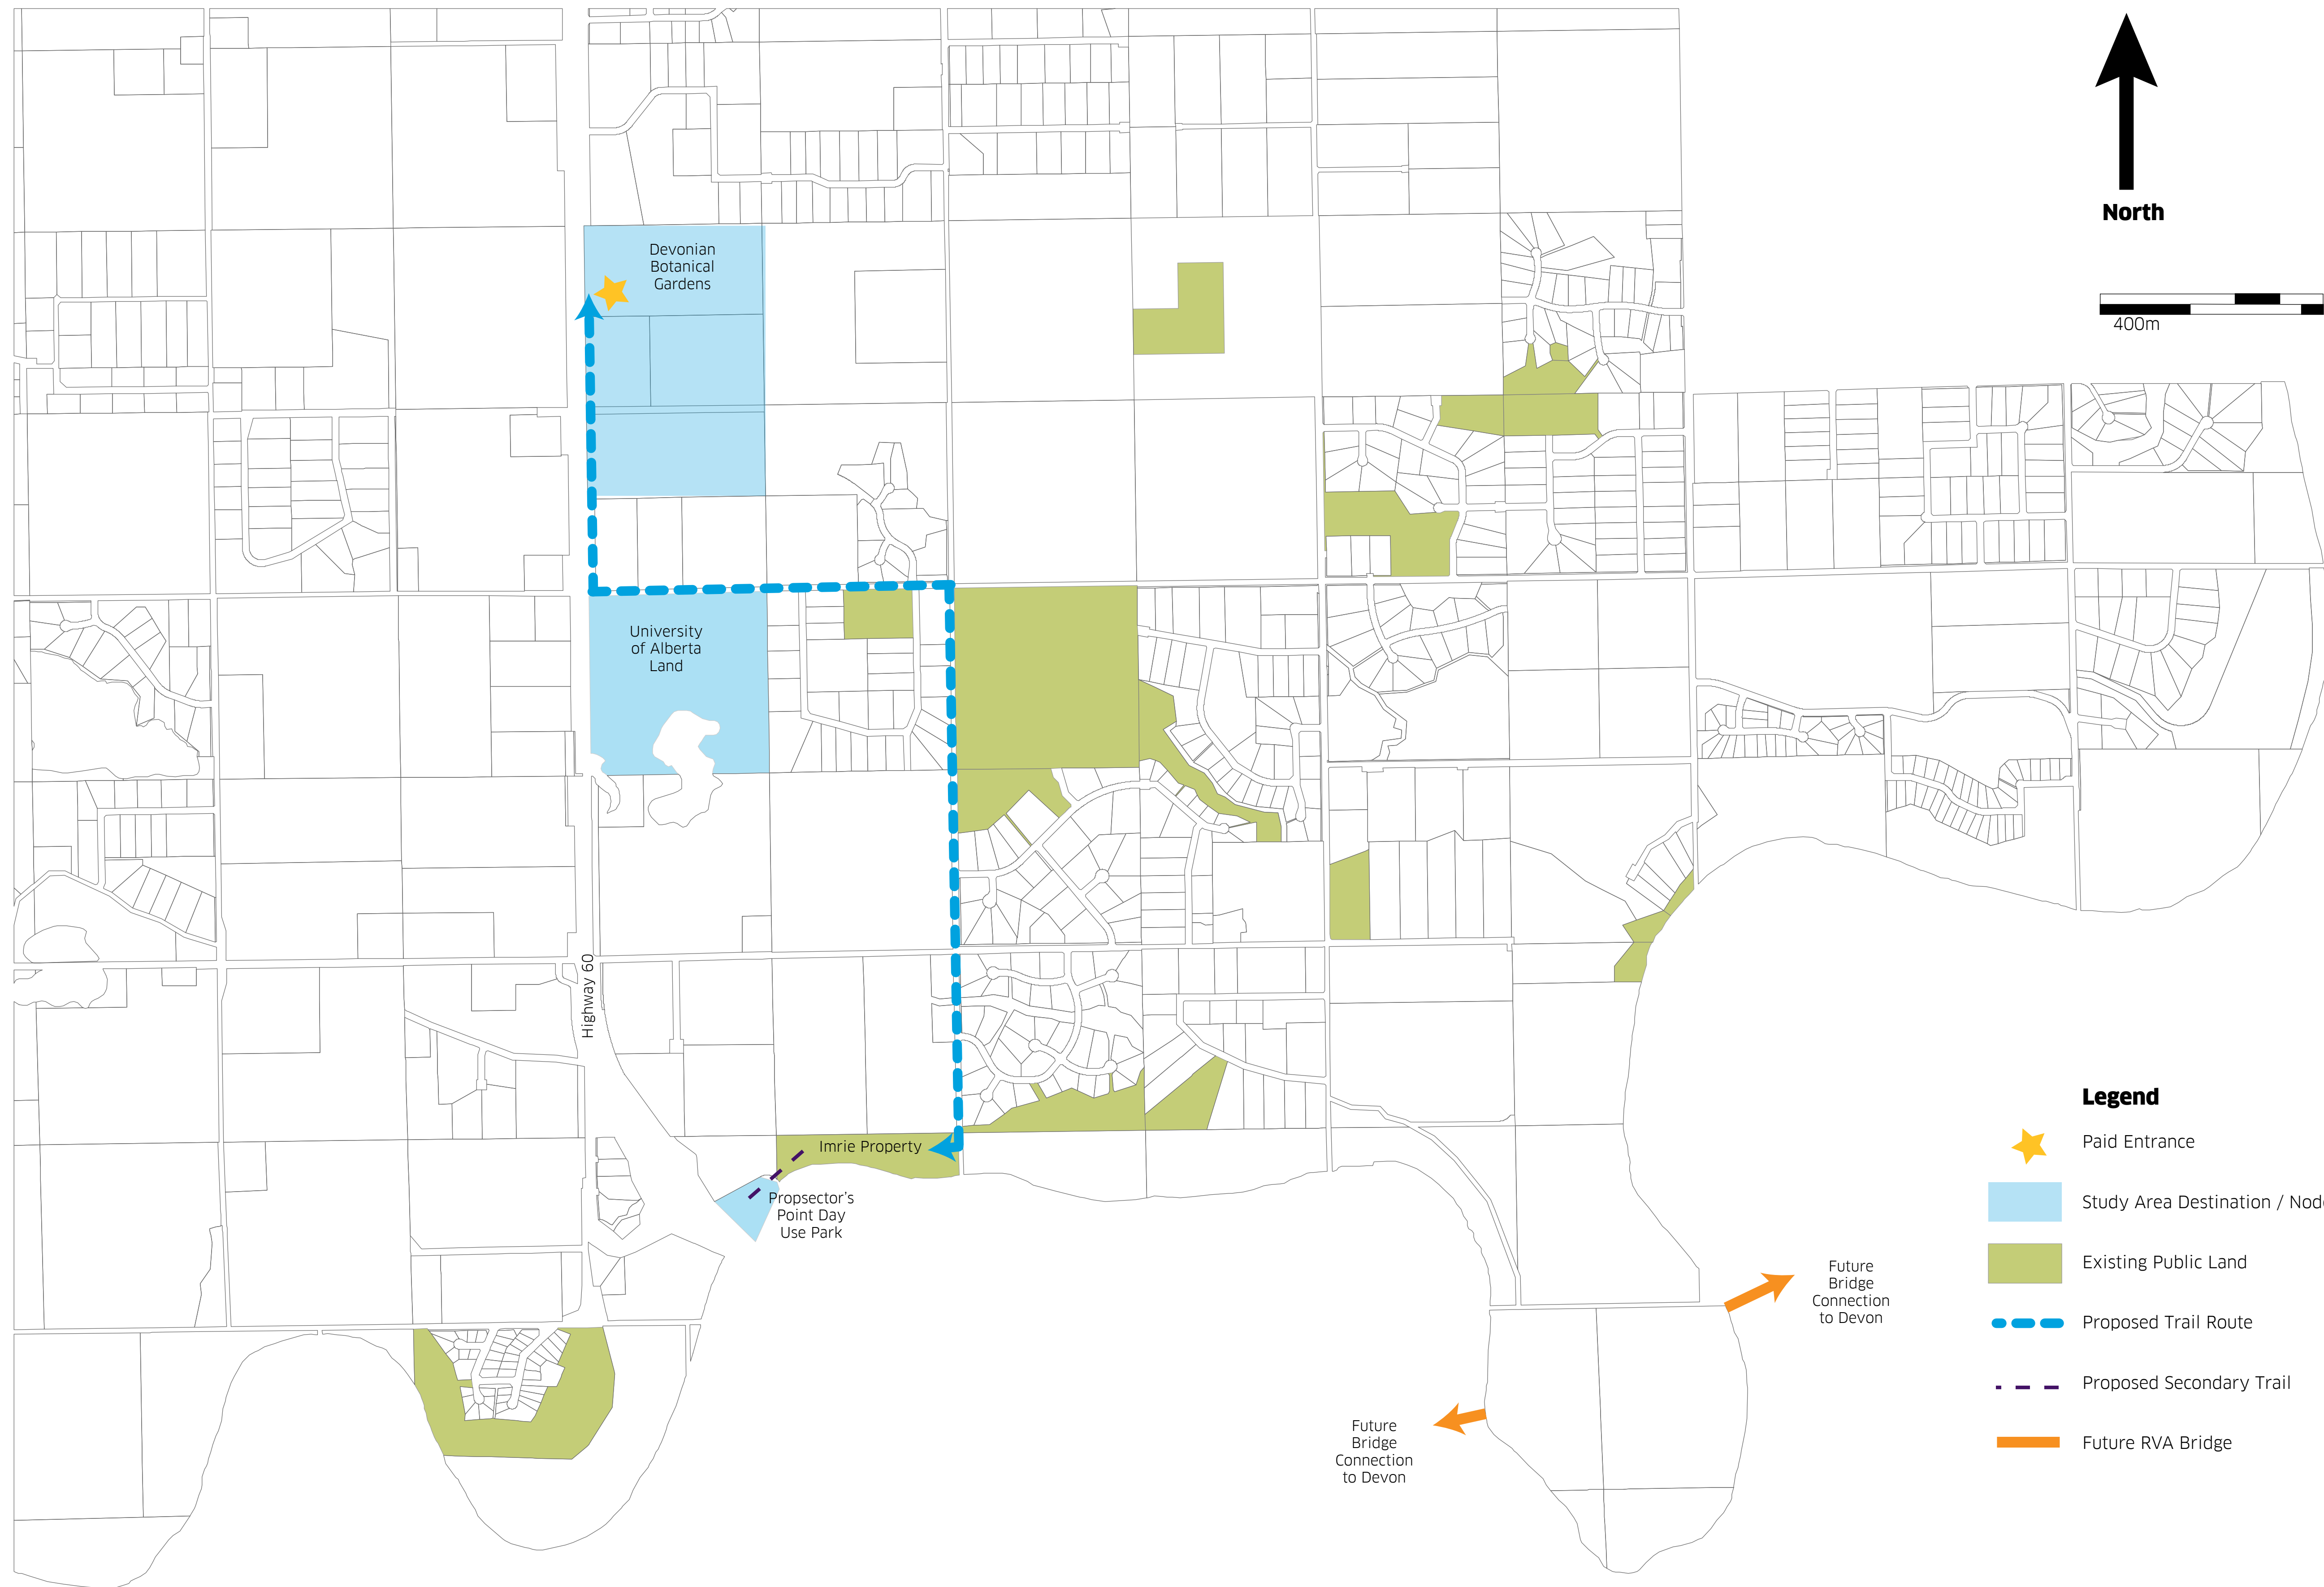 North
Devonian
Botanical
Gardens
400m
University
of Alberta
Land
Highway 60
Imrie Property
Propsector's
Point Day
Use Park
Future
Bridge
Connection
to Devon
Future
Bridge
Connection
to Devon
Legend
Paid Entrance
Study Area Destination /
Existing Public Land
Proposed Trail Route
Proposed Secondary Trail
Future RVA Bridge